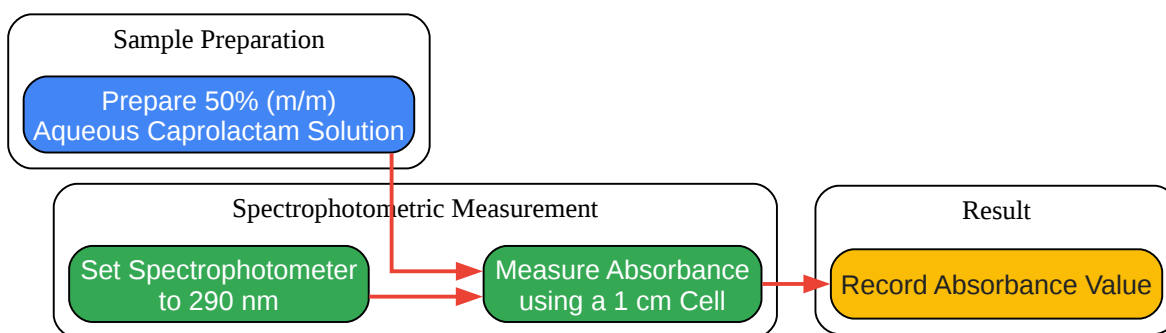 Sample Preparation
Prepare 50% (m/m)
Aqueous Caprolactam Solution
Spectrophotometric Measurement
Set Spectrophotometer
to 290 nm
Measure Absorbance
using a 1 cm Cell
Result
Record Absorbance Value